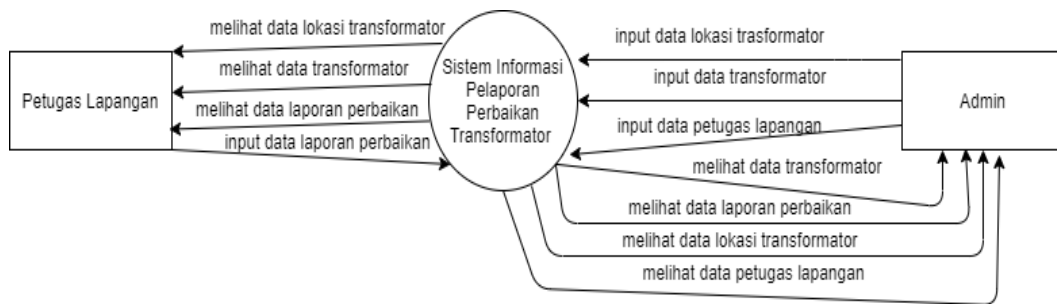 melihat data lokasi transformator
melihat data transformator
melihat data laporan perbaikan
input data laporan perbaikan
Petugas Lapangan
Sistem Informasi
Pelaporan
Perbaikan
Transformator
input data lokasi trasformator
input data transformator
input data petugas lapangan
melihat data transformator
melihat data laporan perbaikan
melihat data lokasi transformator
melihat data petugas lapangan
Admin